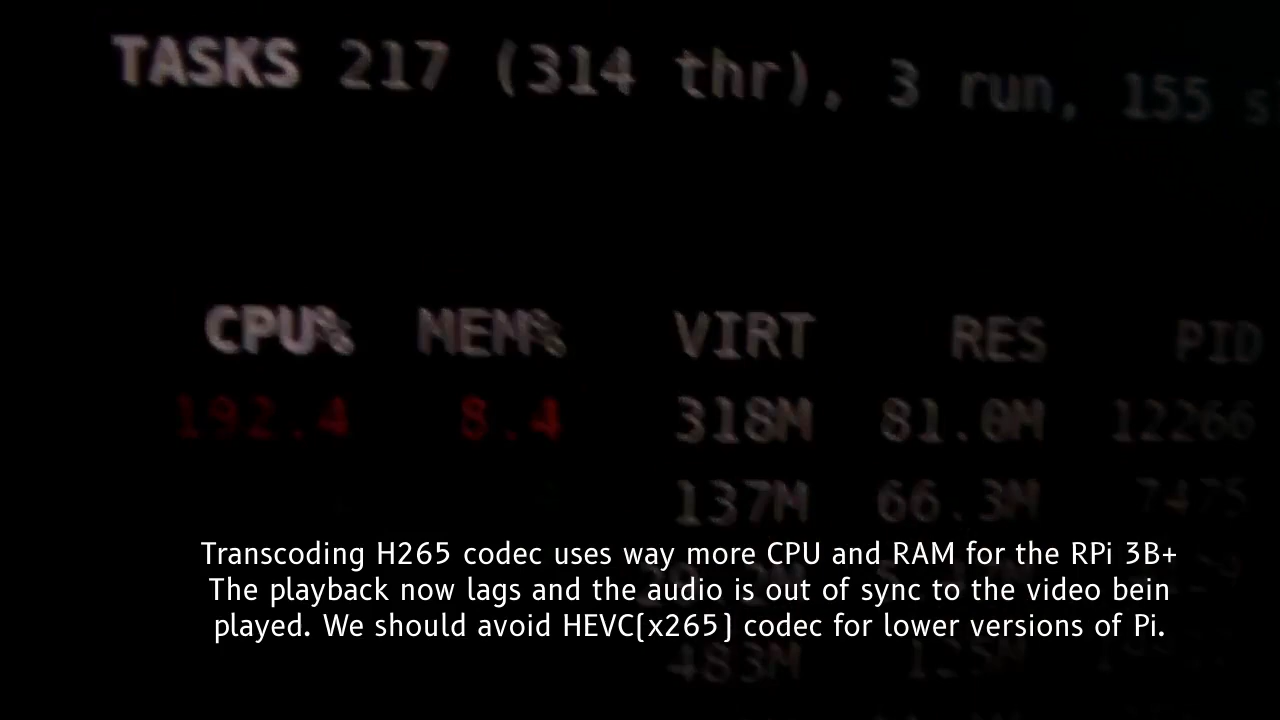 TASKS 217 (314 thr), 3 run, 155 s
CPU% MEM% VIRT RES PID
192.4 8.4 318M 81.0M 12266
137M 66.3M 7475
Transcoding H265 codec uses way more CPU and RAM for the RPi 3B+
The playback now lags and the audio is out of sync to the video bein
played. We should avoid HEVC(x265) codec for lower versions of Pi.
483M 125M